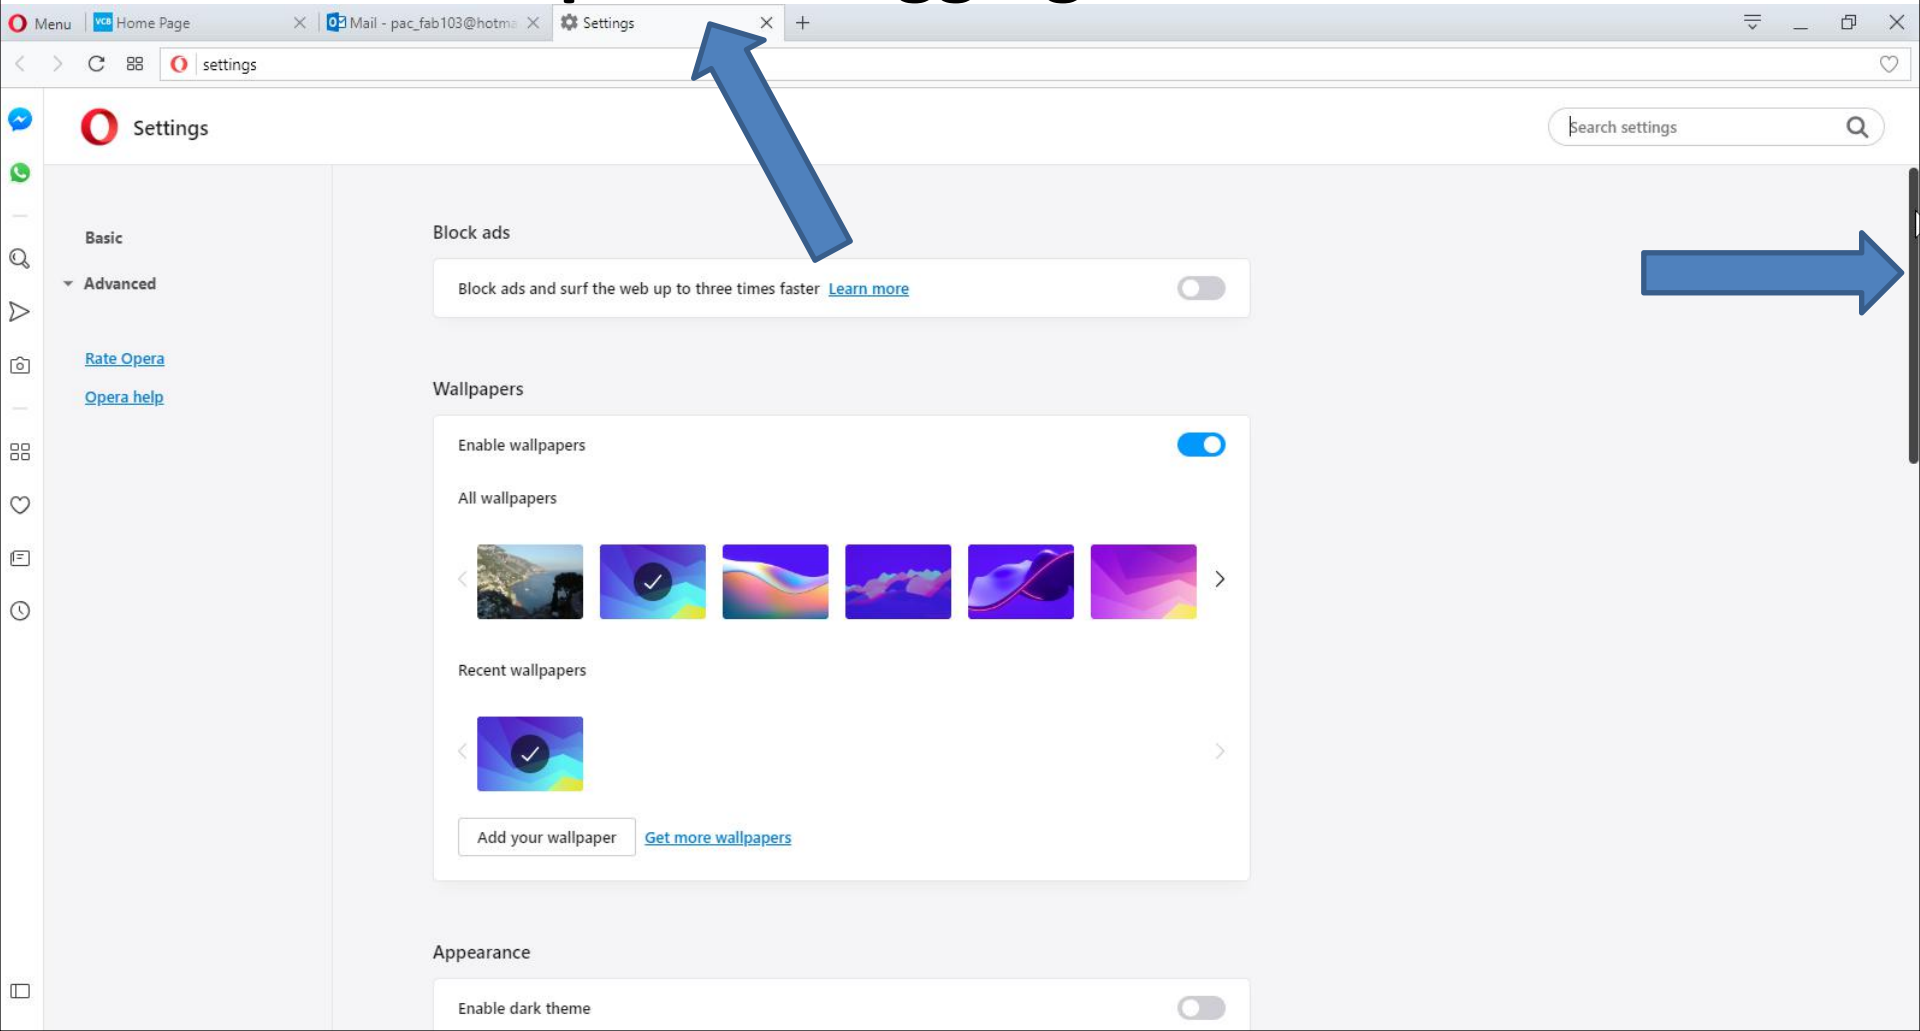 Menu
VCB Home Page
Mail - pac_fab103@hotma
Settings
settings
Settings
Search settings
Basic
Advanced
Rate Opera
Opera help
Block ads
Block ads and surf the web up to three times faster Learn more
Wallpapers
Enable wallpapers
All wallpapers
Recent wallpapers
Add your wallpaper
Get more wallpapers
Appearance
Enable dark theme